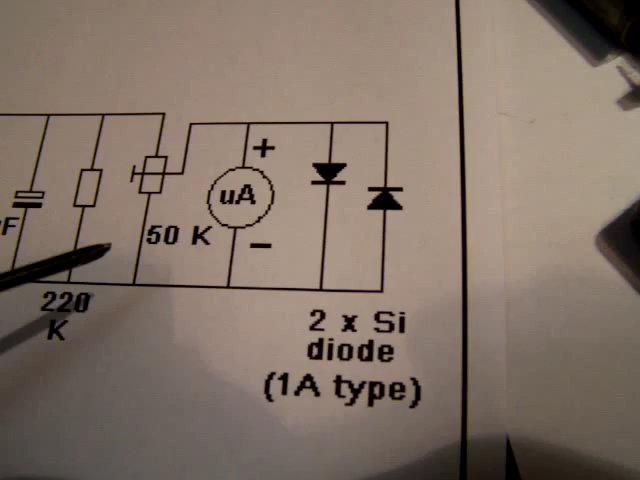 +
uA
F
50 K
−
220
K
2 x Si
diode
(1A type)